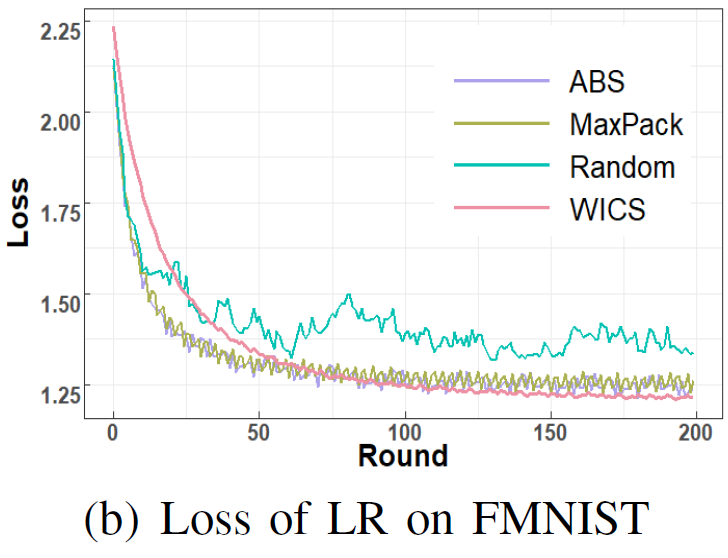 2.25
2.00
1.75
1.50
1.25
Loss
ABS
MaxPack
Random
WICS
0 50 100 150 200
Round
(b) Loss of LR on FMNIST